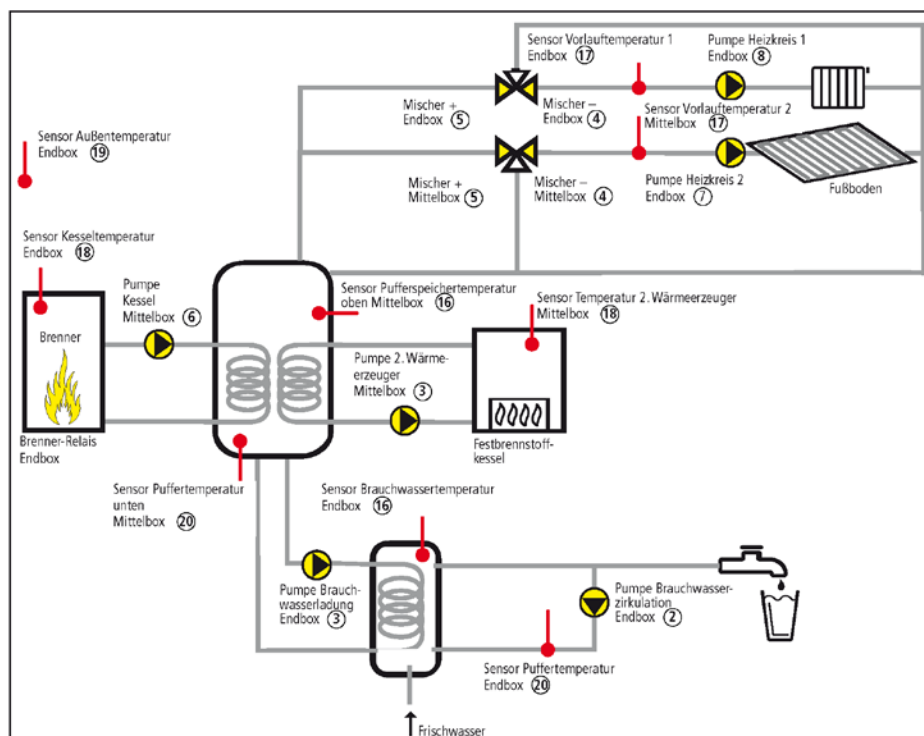 Sensor Vorlauftemperatur 1
Endbox 17
Pumpe Heizkreis 1
Endbox 8
Mischer +
Endbox 5
Mischer –
Endbox 4
Sensor Vorlauftemperatur 2
Mittelbox 17
Sensor Außentemperatur
Endbox 19
Mischer +
Mittelbox 5
Mischer –
Mittelbox 4
Pumpe Heizkreis 2
Endbox 7
Fußboden
Sensor Kesseltemperatur
Endbox 18
Pumpe
Kessel
Mittelbox 6
Sensor Pufferspeichertemperatur
oben Mittelbox 16
Sensor Temperatur 2. Wärmeerzeuger
Mittelbox 18
Brenner
Pumpe 2. Wärme-
erzeuger
Mittelbox 3
Brenner-Relais
Endbox
Festbrennstoff-
kessel
Sensor Puffertemperatur
unten
Mittelbox 20
Sensor Brauchwassertemperatur
Endbox 16
Pumpe Brauch-
wasserladung
Endbox 3
Pumpe Brauchwasser-
zirkulation
Endbox 2
Sensor Puffertemperatur
Endbox 20
Frischwasser